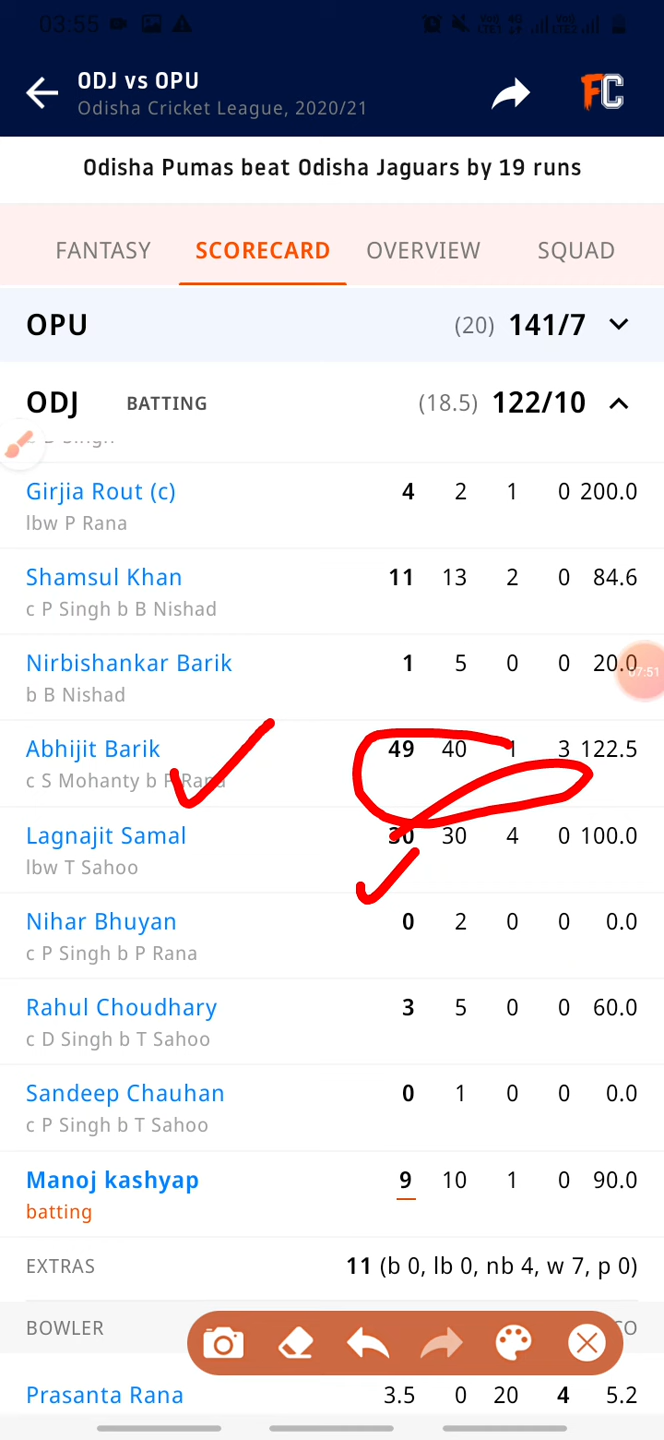 03.55
ODJ vs OPU
Odisha Cricket League, 2020/21
FC
Odisha Pumas beat Odisha Jaguars by 19 runs
FANTASY SCORECARD OVERVIEW SQUAD
OPU (20) 141/7
ODJ BATTING (18.5) 122/10
Girjia Rout (c) 4 2 1 0 200.0
lbw P Rana
Shamsul Khan 11 13 2 0 84.6
c P Singh b B Nishad
Nirbishankar Barik 1 5 0 0 20.0
07:51
b B Nishad
Abhijit Barik 49 40 1 3 122.5
c S Mohanty b P Rana
Lagnajit Samal 30 30 4 0 100.0
lbw T Sahoo
Nihar Bhuyan 0 2 0 0 0.0
c P Singh b P Rana
Rahul Choudhary 3 5 0 0 60.0
c D Singh b T Sahoo
Sandeep Chauhan 0 1 0 0 0.0
c P Singh b T Sahoo
Manoj kashyap 9 10 1 0 90.0
batting
EXTRAS 11 (b 0, lb 0, nb 4, w 7, p 0)
BOWLER
Prasanta Rana 3.5 0 20 4 5.2